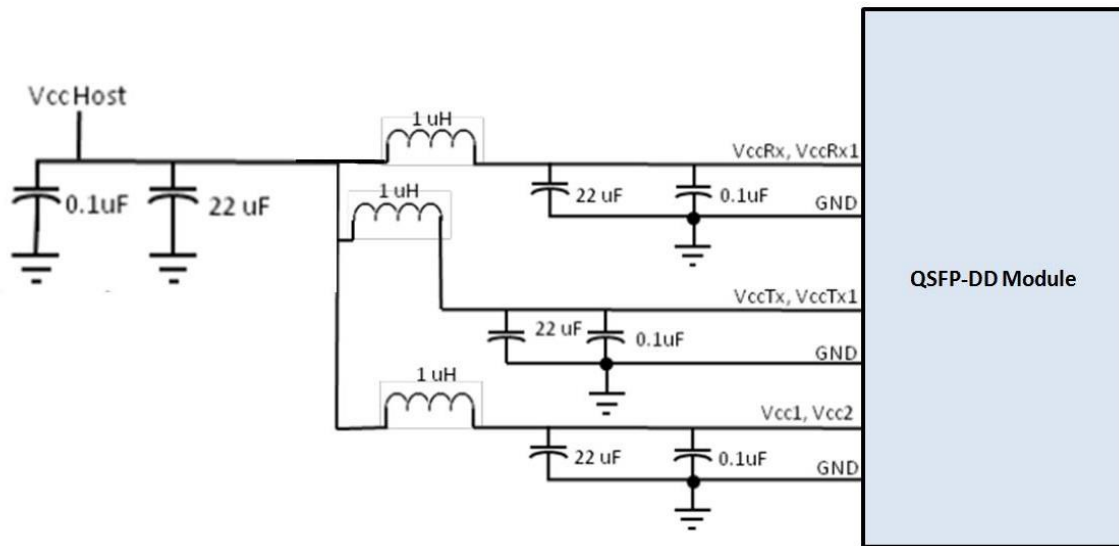 VccHost
0.1uF
22 uF
1 uH
VccRx, VccRx1
22 uF
0.1uF
GND
1 uH
VccTx, VccTx1
22 uF
0.1uF
GND
1 uH
Vcc1, Vcc2
22 uF
0.1uF
GND
QSFP-DD Module